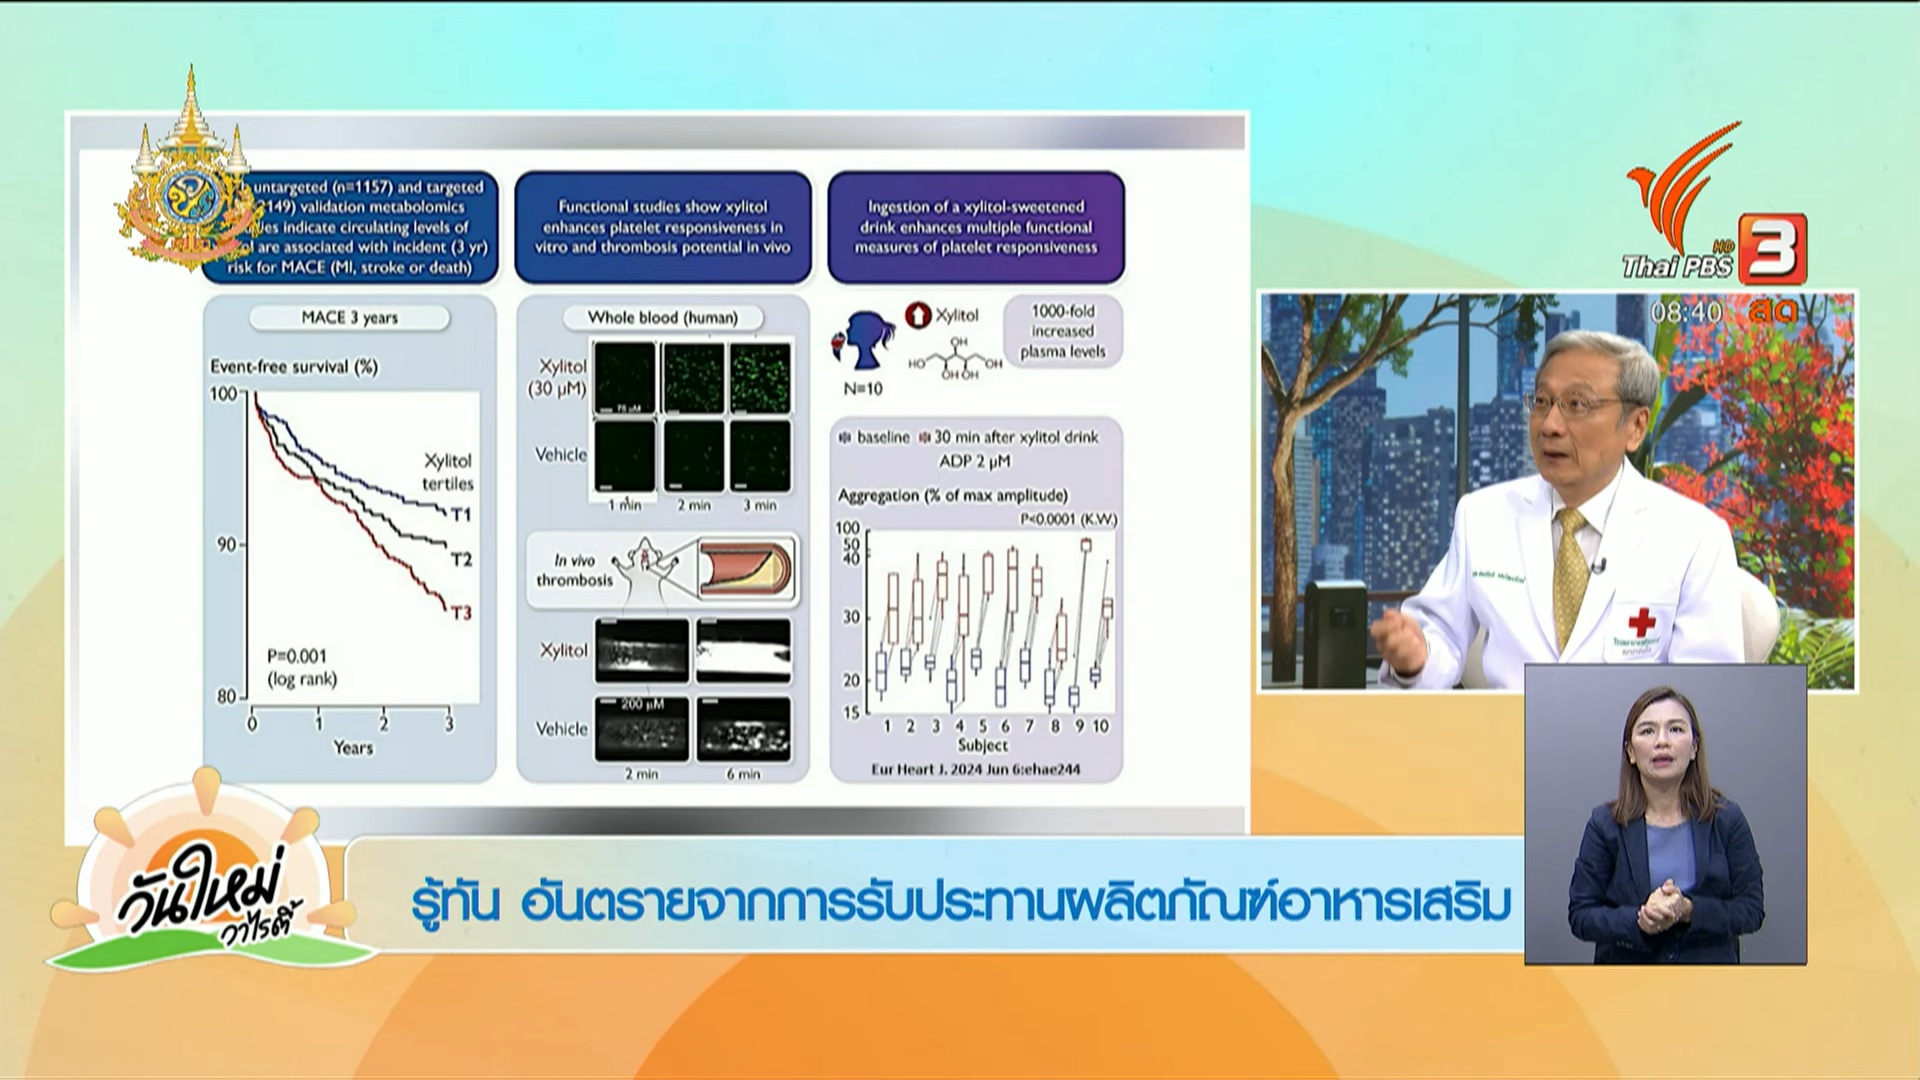 untargeted (n=1157) and targeted
2149) validation metabolomics
indicate circulating levels of
are associated with incident (3 yr)
risk for MACE (MI, stroke or death)
MACE 3 years
Event-free survival (%)
100
90
80
Xylitol
tertiles
T1
T2
T3
P=0.001
(log rank)
0 1 2 3
Years
Functional studies show xylitol
enhances platelet responsiveness in
vitro and thrombosis potential in vivo
Whole blood (human)
Xylitol
(30 µM)
Vehicle
1 min 2 min 3 min
In vivo
thrombosis
Xylitol
200 µM
Vehicle
2 min 6 min
Ingestion of a xylitol-sweetened
drink enhances multiple functional
measures of platelet responsiveness
Xylitol
OH
HO OH
OH OH
N=10
1000-fold
increased
plasma levels
baseline 30 min after xylitol drink
ADP 2 µM
Aggregation (% of max amplitude)
P<0.0001 (K.W.)
100
50
40
30
20
15
1 2 3 4 5 6 7 8 9 10
Subject
Eur Heart J. 2024 Jun 6:ehae244
HD
Thai PBS 3
08:40 สด
วันใหม่
วาไรตี้
รู้ทัน อันตรายจากการรับประทานผลิตภัณฑ์อาหารเสริม